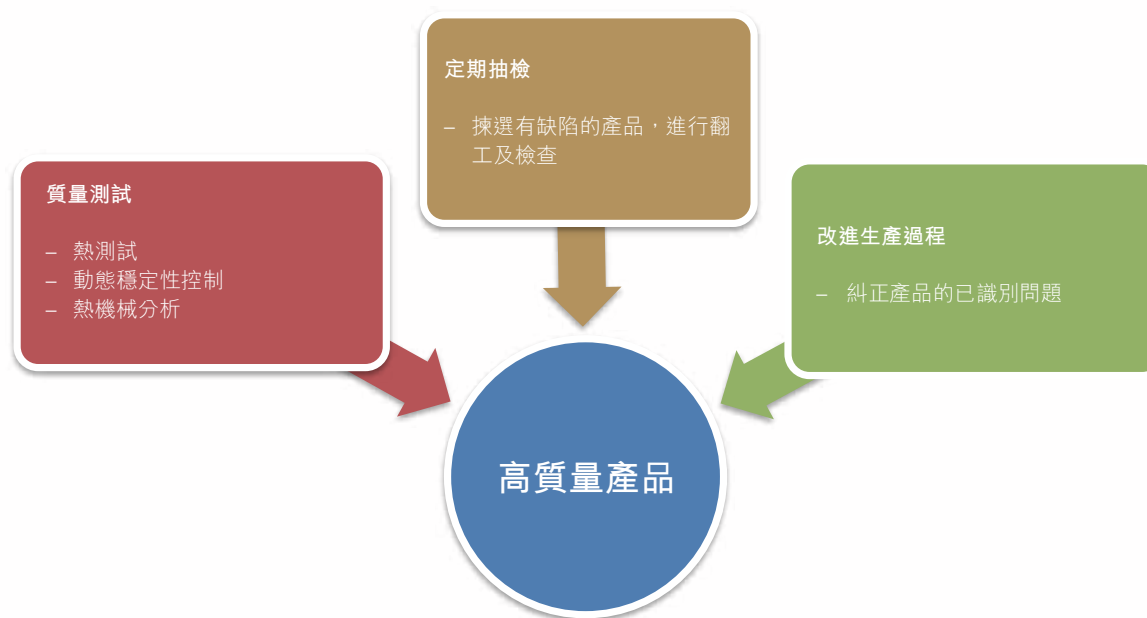 定期抽檢
– 揀選有缺陷的產品，進行翻
工及檢查
質量測試
– 熱測試
– 動態穩定性控制
– 熱機械分析
改進生產過程
– 糾正產品的已識別問題
高質量產品